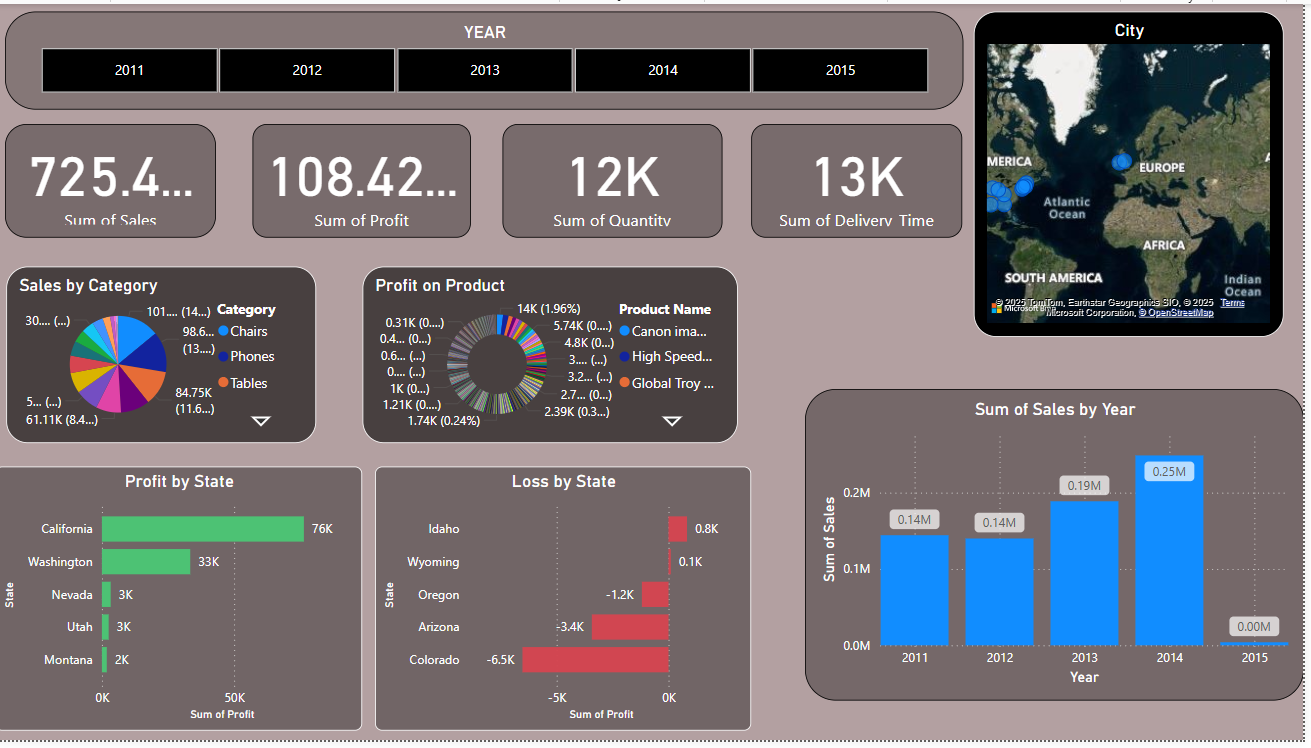 YEAR
2011 2012 2013 2014 2015
City
MERICA
EUROPE
Atlantic
Ocean
AFRICA
SOUTH AMERICA
Indian
Ocean
© 2025 TomTom, Earthstar Geographics SIO, © 2025
Microsoft Corporation, © OpenStreetMap
Terms
Microsoft
725.4...
Sum of Sales
108.42...
Sum of Profit
12K
Sum of Quantity
13K
Sum of Delivery Time
Sales by Category
30.... (...)
101.... (14...)
98.6...
(13....)
84.75K
(11.6...)
5... (...)
61.11K (8.4...)
Category
Chairs
Phones
Tables
Profit on Product
0.31K (0....)
0.4... (0...)
0.6... (...)
0.... (...)
1K (0...)
1.21K (0....)
1.74K (0.24%)
14K (1.96%)
5.74K (0...)
4.8K (0...)
3.... (...)
3.2... (...)
2.7... (0...)
2.39K (0.3...)
Product Name
Canon ima...
High Speed...
Global Troy ...
Profit by State
State
California 76K
Washington 33K
Nevada 3K
Utah 3K
Montana 2K
0K 50K
Sum of Profit
Loss by State
State
Idaho 0.8K
Wyoming 0.1K
Oregon -1.2K
Arizona -3.4K
Colorado -6.5K
-5K 0K
Sum of Profit
Sum of Sales by Year
Sum of Sales
0.2M
0.1M
0.0M
0.14M 0.14M 0.19M 0.25M 0.00M
2011 2012 2013 2014 2015
Year